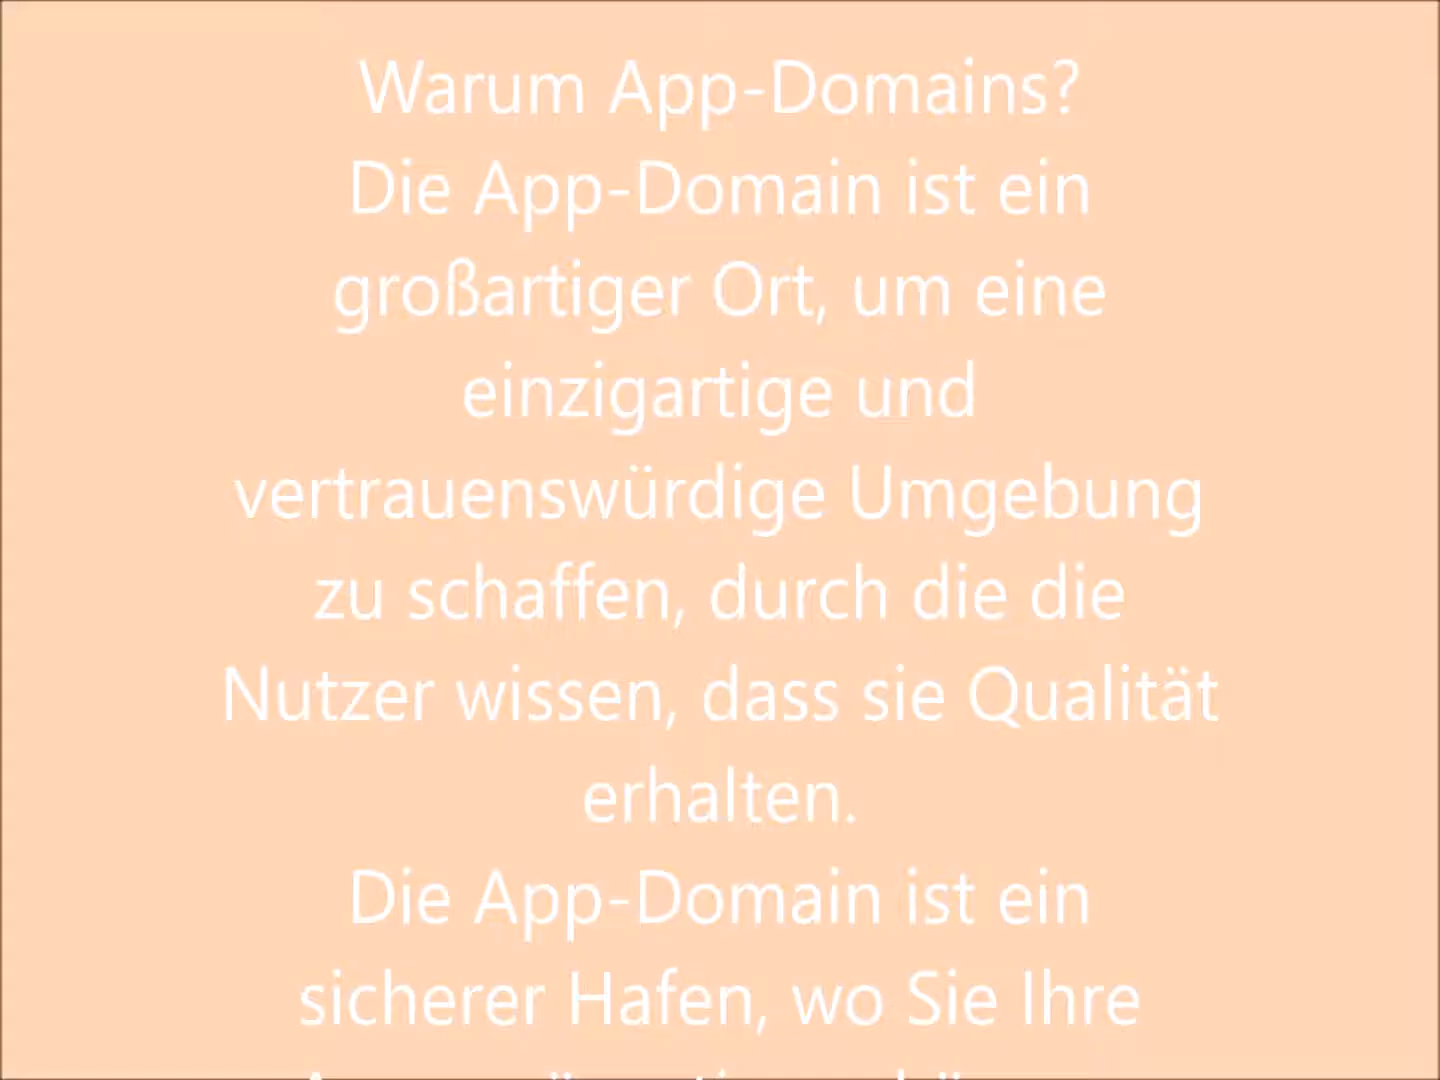 Warum App-Domains?
Die App-Domain ist ein
großartiger Ort, um eine
einzigartige und
vertrauenswürdige Umgebung
zu schaffen, durch die die
Nutzer wissen, dass sie Qualität
erhalten.
Die App-Domain ist ein
sicherer Hafen, wo Sie Ihre